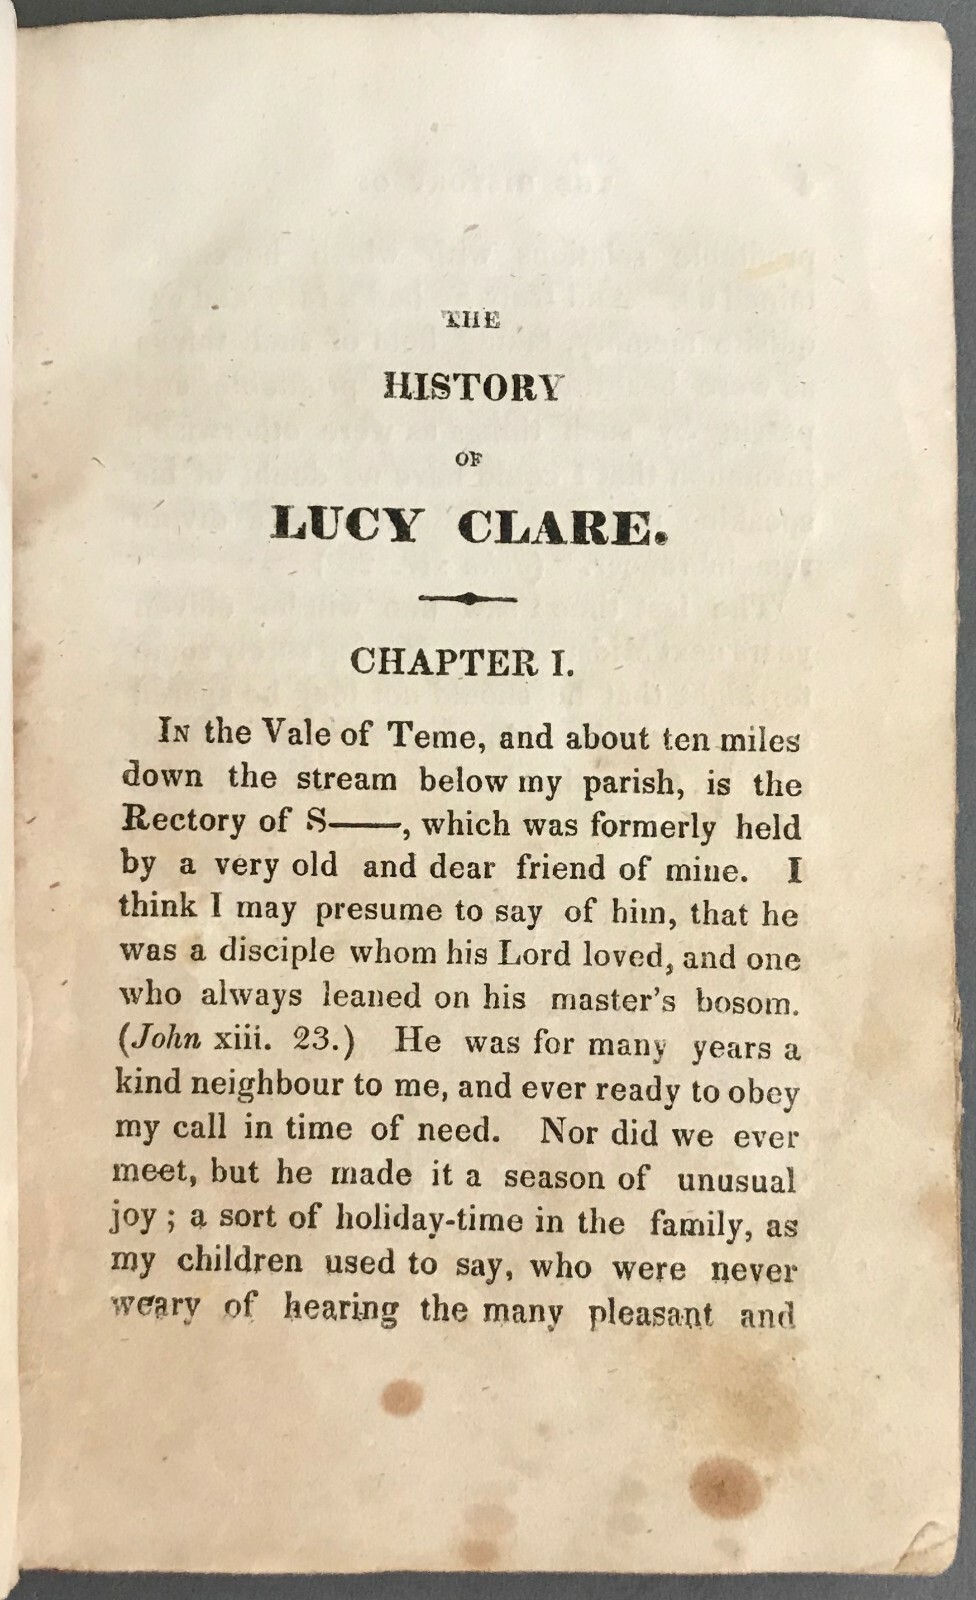 THE
HISTORY
OF
LUCY CLARE.
CHAPTER I.
In the Vale of Teme, and about ten miles
down the stream below my parish, is the
Rectory of S——, which was formerly held
by a very old and dear friend of mine. I
think I may presume to say of him, that he
was a disciple whom his Lord loved, and one
who always leaned on his master's bosom.
(John xiii. 23.) He was for many years a
kind neighbour to me, and ever ready to obey
my call in time of need. Nor did we ever
meet, but he made it a season of unusual
joy ; a sort of holiday-time in the family, as
my children used to say, who were never
weary of hearing the many pleasant and